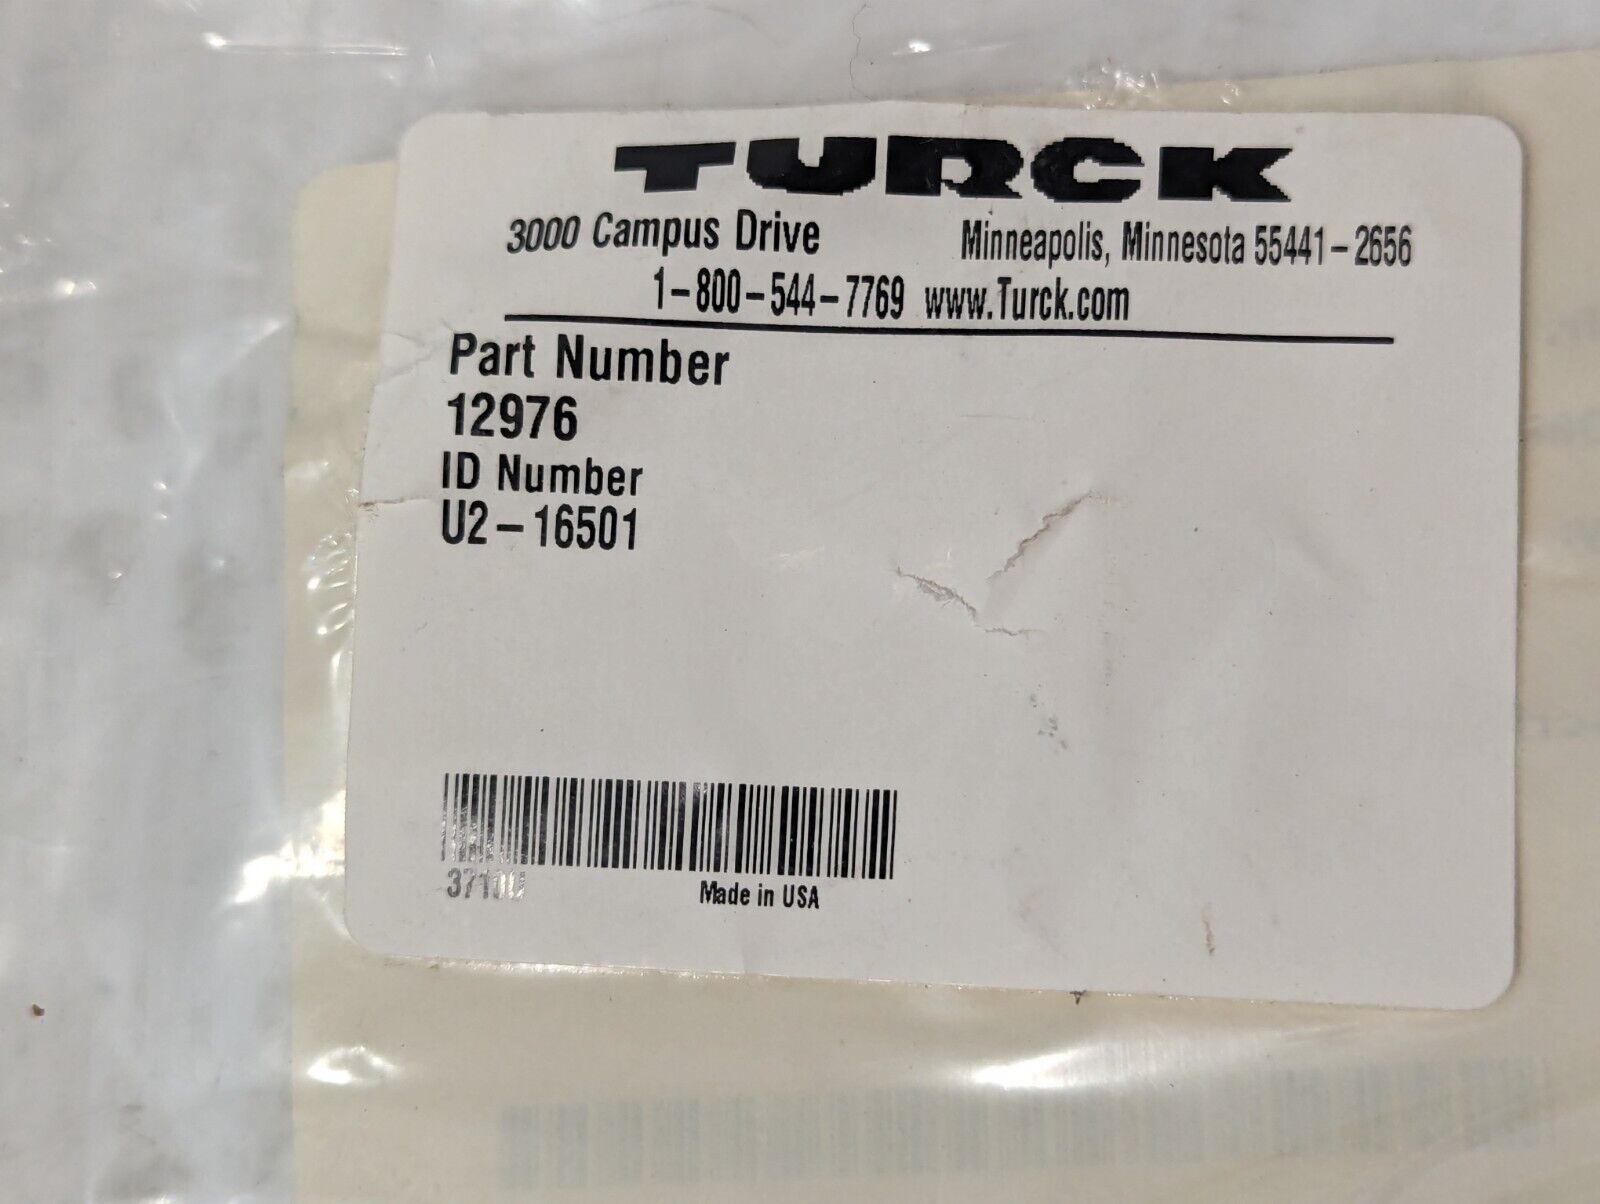 TURCK
3000 Campus Drive Minneapolis, Minnesota 55441-2656
1-800-544-7769 www.Turck.com
Part Number
12976
ID Number
U2-16501
Made in USA